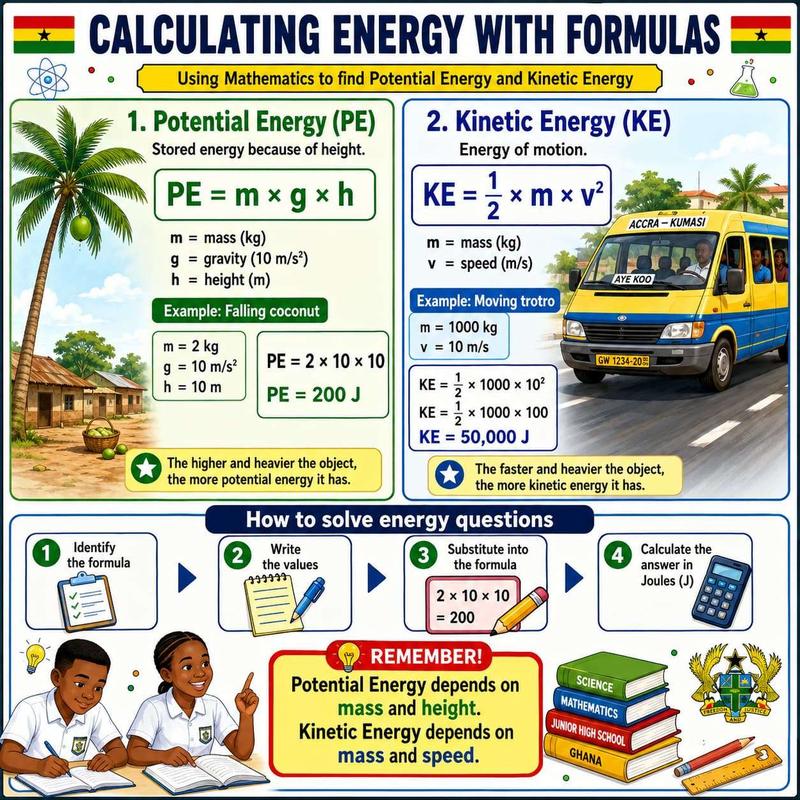 CALCULATING ENERGY WITH FORMULAS
Using Mathematics to find Potential Energy and Kinetic Energy
1. Potential Energy (PE)
Stored energy because of height.
PE = m × g × h
m = mass (kg)
g = gravity (10 m/s²)
h = height (m)
Example: Falling coconut
m = 2 kg
g = 10 m/s²
h = 10 m
PE = 2 × 10 × 10
PE = 200 J
The higher and heavier the object,
the more potential energy it has.
2. Kinetic Energy (KE)
Energy of motion.
KE = 1/2 × m × v²
m = mass (kg)
v = speed (m/s)
Example: Moving trotro
m = 1000 kg
v = 10 m/s
KE = 1/2 × 1000 × 10²
KE = 1/2 × 1000 × 100
KE = 50,000 J
ACCRA – KUMASI
AYE KOO
GW 1234-20
The faster and heavier the object,
the more kinetic energy it has.
How to solve energy questions
1
Identify
the formula
2
Write
the values
3
Substitute into
the formula
2 × 10 × 10
= 200
4
Calculate the
answer in
Joules (J)
REMEMBER!
Potential Energy depends on
mass and height.
Kinetic Energy depends on
mass and speed.
SCIENCE
MATHEMATICS
JUNIOR HIGH SCHOOL
GHANA
FREEDOM AND JUSTICE